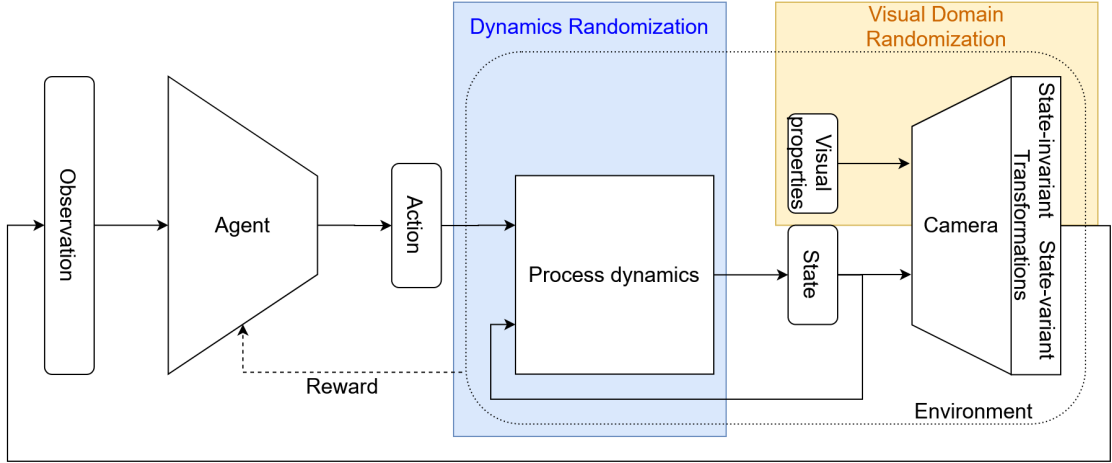 Dynamics Randomization
Visual Domain
Randomization
Observation
Agent
Action
Process dynamics
Visual
properties
State
Camera
State-invariant State-variant
Transformations
Reward
Environment